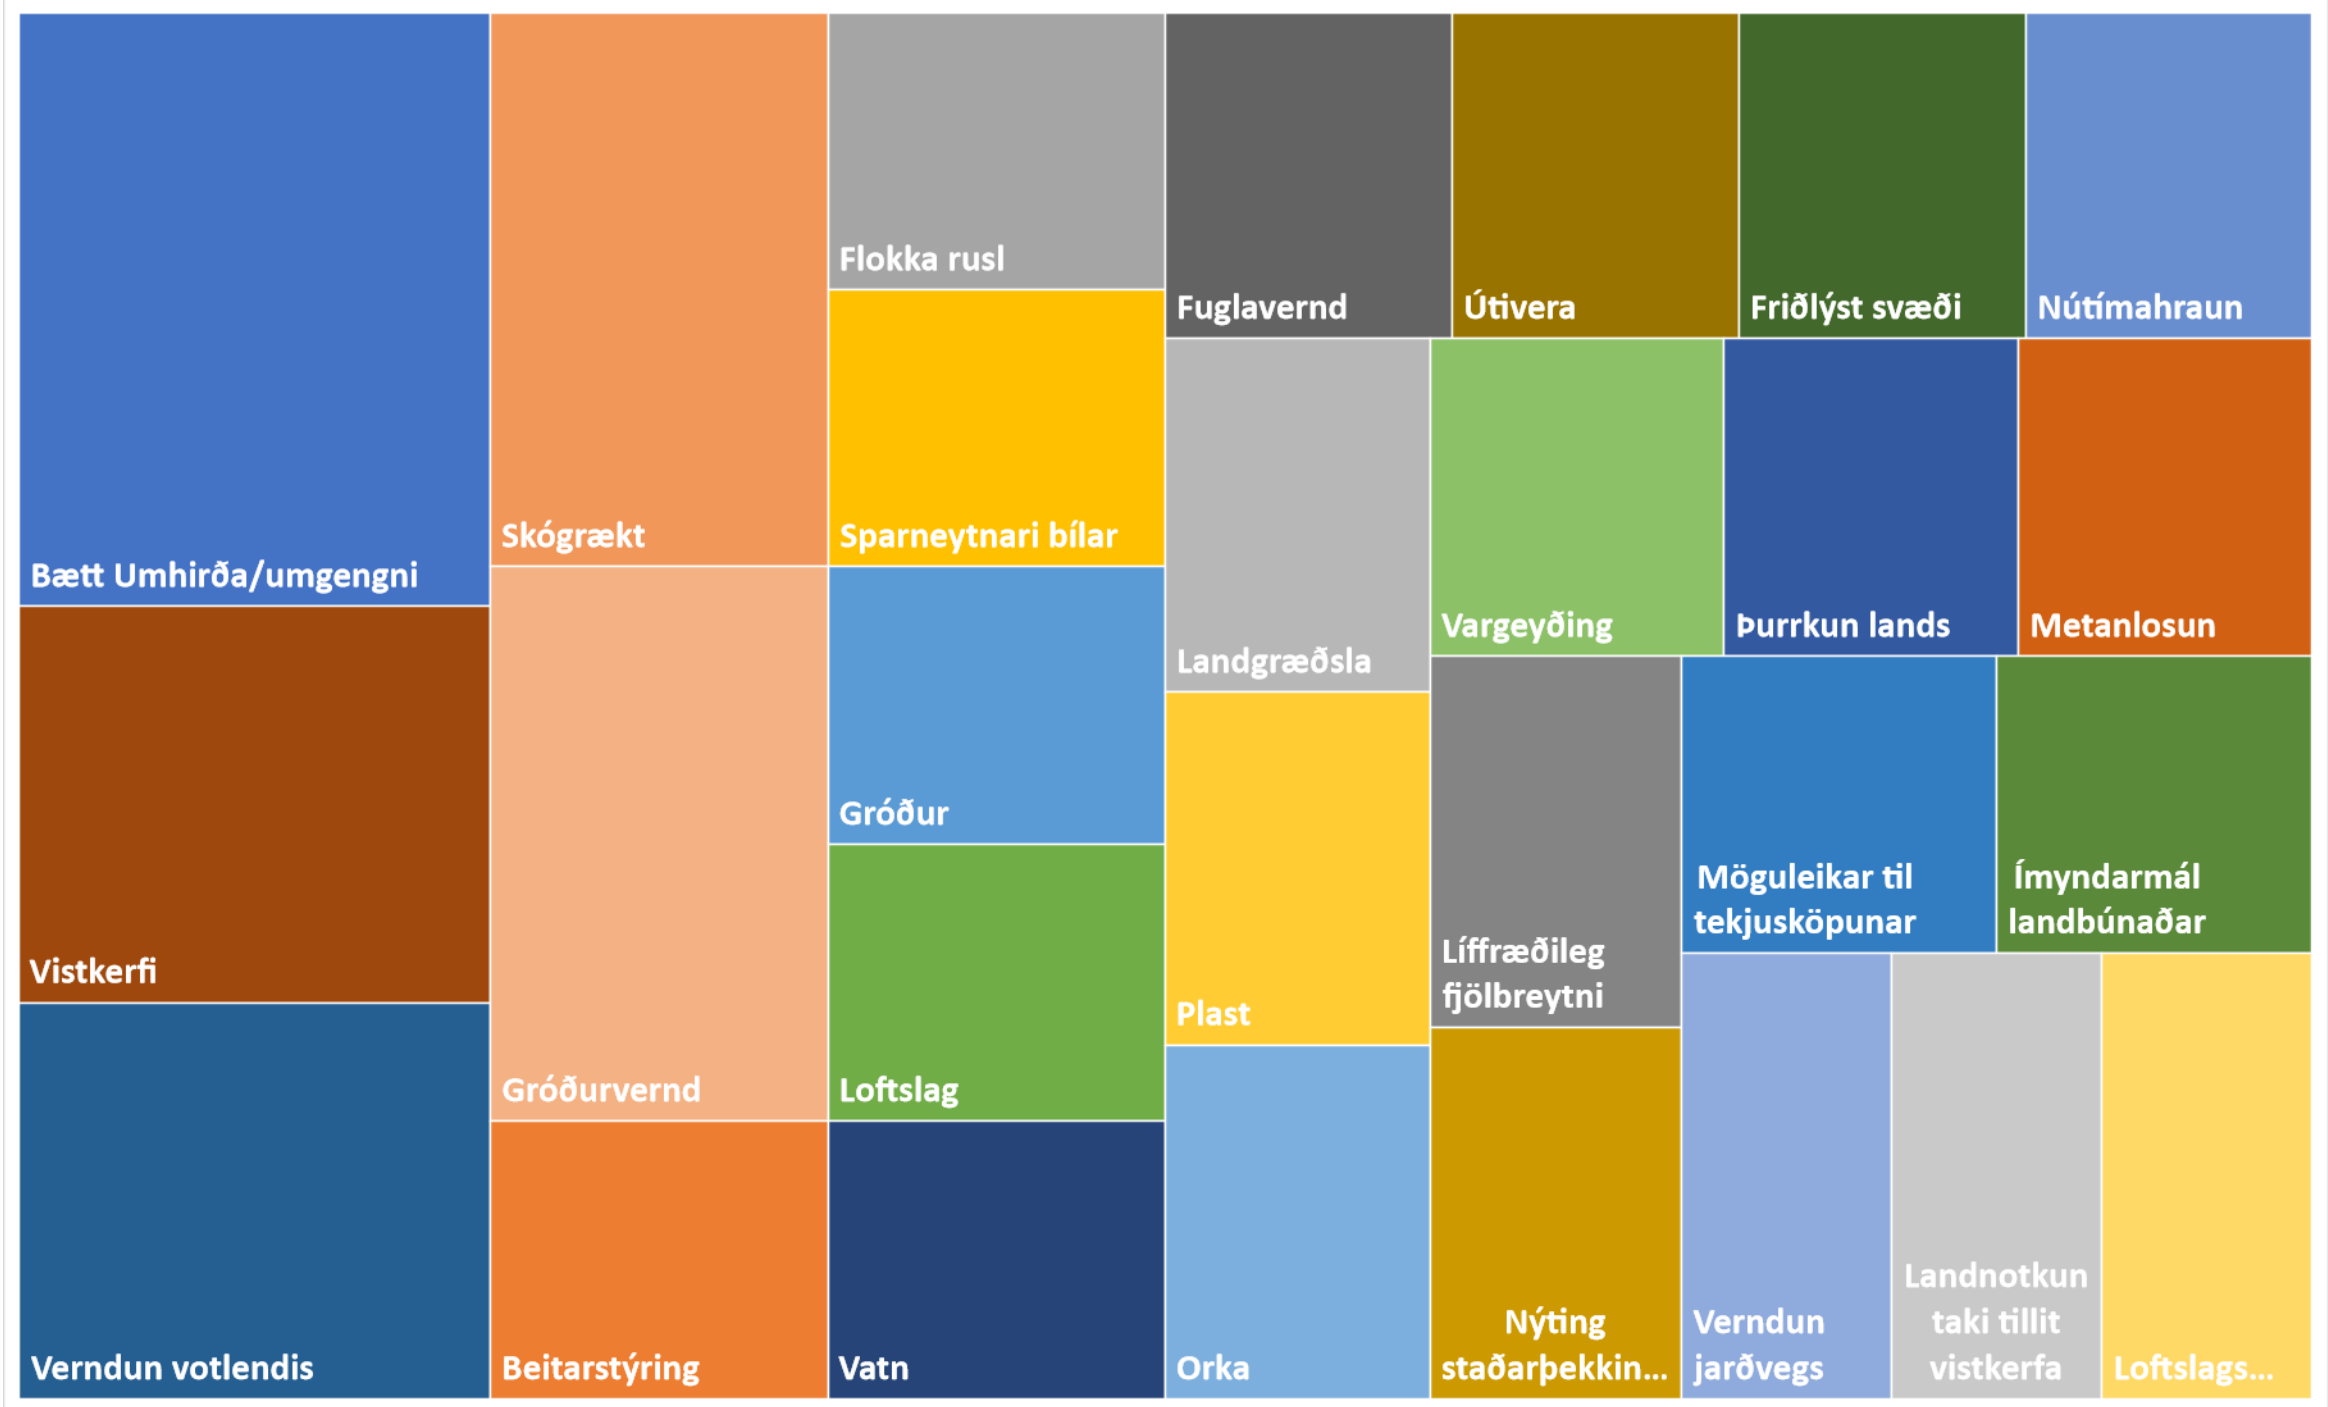 Bætt Umhirða/umgengni
Vistkerfi
Verndun votlendis
Skógrækt
Gróðurvernd
Beitarstýring
Flokka rusl
Sparneytnari bílar
Gróður
Loftslag
Vatn
Fuglavernd
Útivera
Friðlýst svæði
Nútímahraun
Landgræðsla
Plast
Orka
Vargeyðing
Þurrkun lands
Metanlosun
Líffræðileg
fjölbreytni
Nýting
staðarþekkin...
Möguleikar til
tekjusköpunar
Ímyndarmál
landbúnaðar
Verndun
jarðvegs
Landnotkun
taki tillit
vistkerfa
Loftslags...